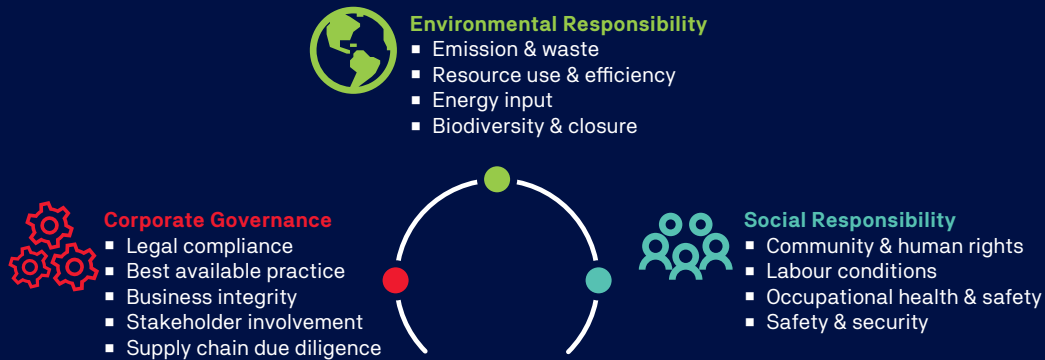 Environmental Responsibility
▪ Emission & waste
▪ Resource use & efficiency
▪ Energy input
▪ Biodiversity & closure
Corporate Governance
▪ Legal compliance
▪ Best available practice
▪ Business integrity
▪ Stakeholder involvement
▪ Supply chain due diligence
Social Responsibility
▪ Community & human rights
▪ Labour conditions
▪ Occupational health & safety
▪ Safety & security